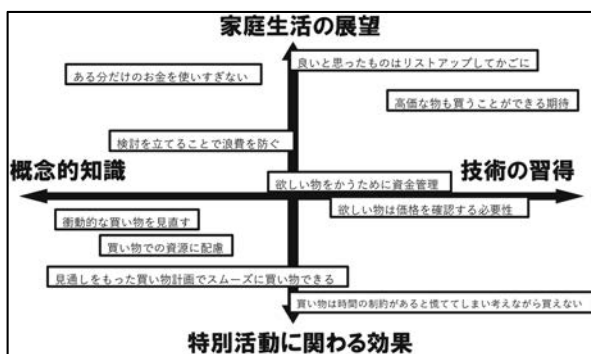 家庭生活の展望
良いと思ったものはリストアップしてかごに
ある分だけのお金を使いすぎない
高価な物も買うことができる期待
検討を立てることで浪費を防ぐ
概念的知識
技術の習得
欲しい物をかうために資金管理
欲しい物は価格を確認する必要性
衝動的な買い物を見直す
買い物での資源に配慮
見通しをもった買い物計画でスムーズに買い物できる
買い物は時間の制約があると慌ててしまい考えながら買えない
特別活動に関わる効果